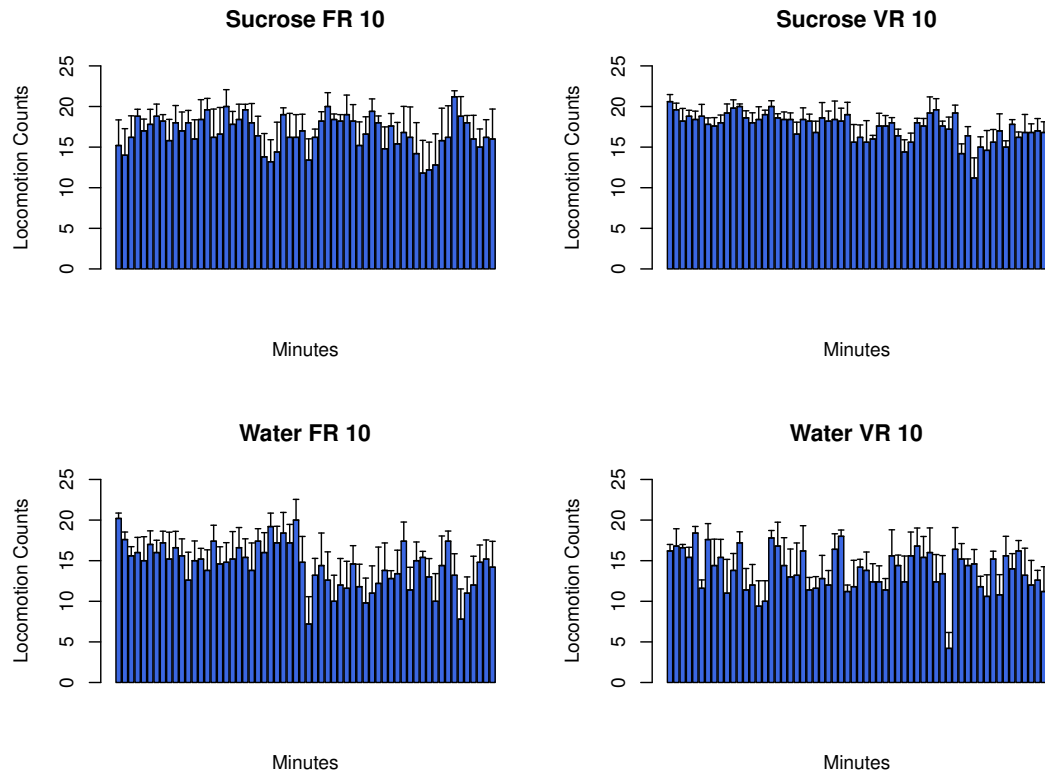 Sucrose FR 10
Locomotion Counts
0 5 10 15 20 25
Minutes
Sucrose VR 10
Locomotion Counts
0 5 10 15 20 25
Minutes
Water FR 10
Locomotion Counts
0 5 10 15 20 25
Minutes
Water VR 10
Locomotion Counts
0 5 10 15 20 25
Minutes